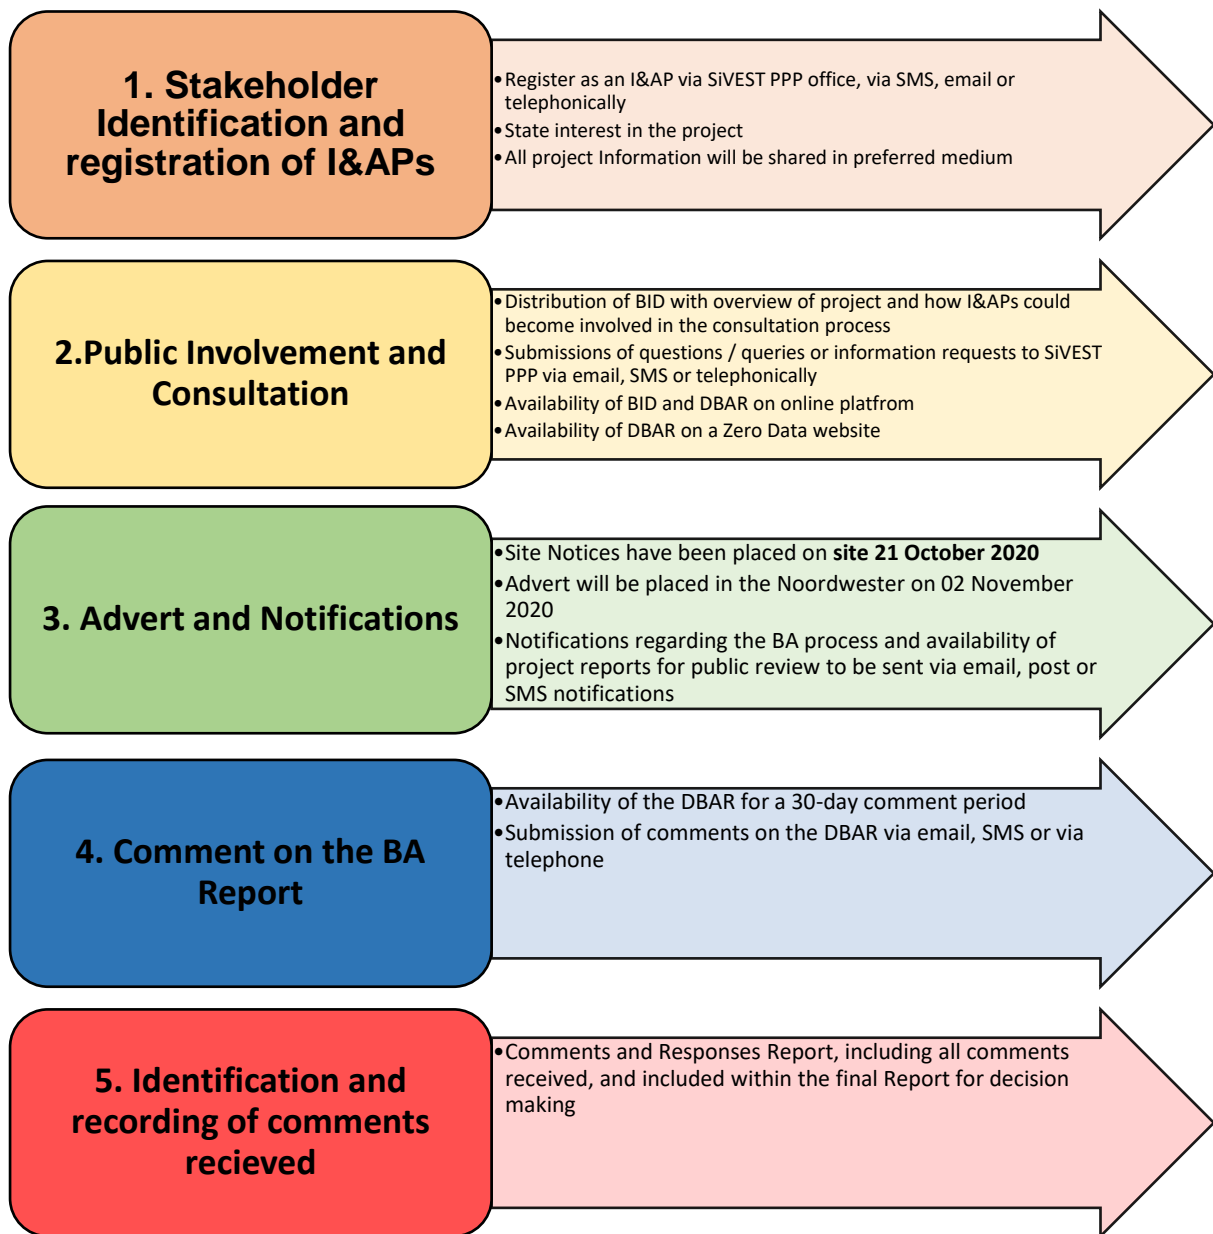 1. Stakeholder
Identification and
registration of I&APs
•Register as an I&AP via SiVEST PPP office, via SMS, email or
telephonically
•State interest in the project
•All project Information will be shared in preferred medium
2.Public Involvement and
Consultation
•Distribution of BID with overview of project and how I&APs could
become involved in the consultation process
•Submissions of questions / queries or information requests to SiVEST
PPP via email, SMS or telephonically
•Availability of BID and DBAR on online platfrom
•Availability of DBAR on a Zero Data website
3. Advert and Notifications
•Site Notices have been placed on site 21 October 2020
•Advert will be placed in the Noordwester on 02 November
2020
•Notifications regarding the BA process and availability of
project reports for public review to be sent via email, post or
SMS notifications
4. Comment on the BA
Report
•Availability of the DBAR for a 30-day comment period
•Submission of comments on the DBAR via email, SMS or via
telephone
5. Identification and
recording of comments
recieved
•Comments and Responses Report, including all comments
received, and included within the final Report for decision
making